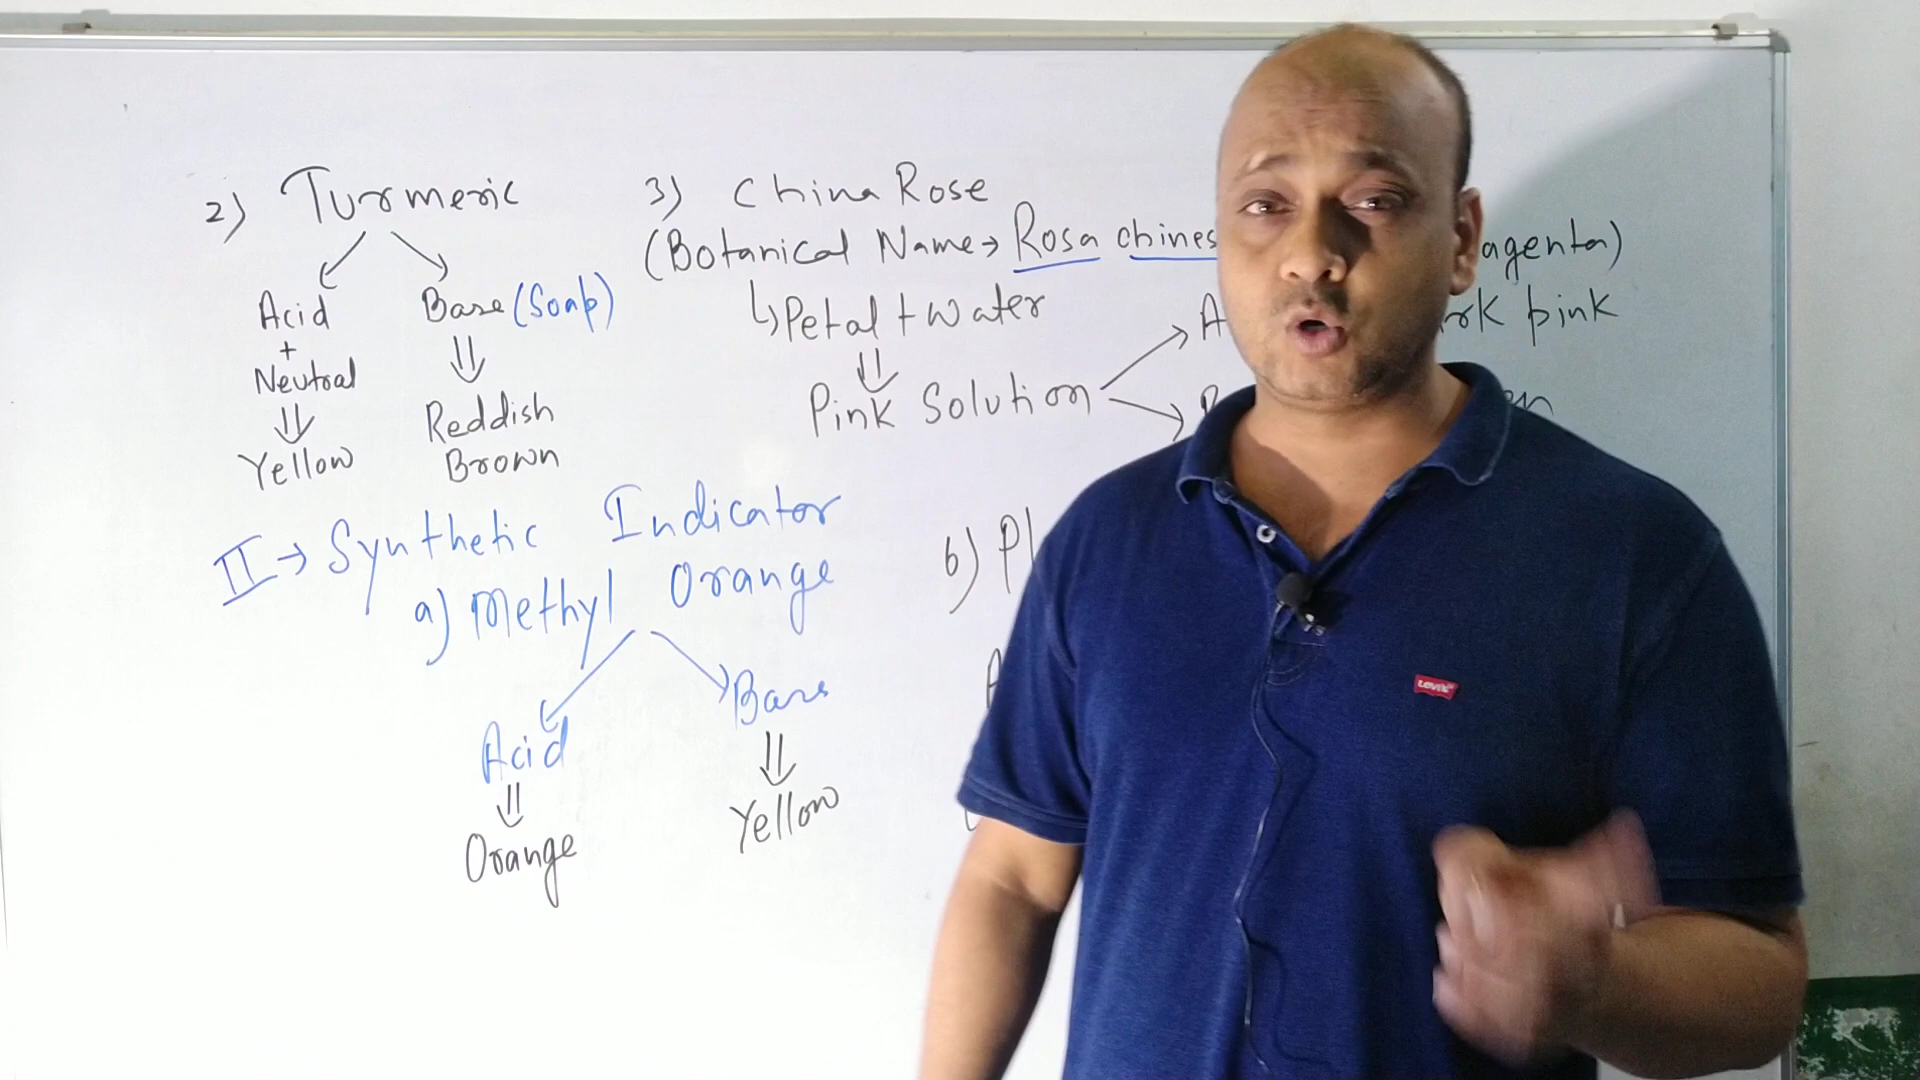 2) Turmeric
Acid
+
Neutral
Yellow
Base (Soap)
Reddish
Brown
3) China Rose
(Botanical Name → Rosa chines
agenta)
Petal + Water
Pink Solution
pink
II → Synthetic Indicator
a) Methyl Orange
Acid
Orange
Base
Yellow
6)
Levi's